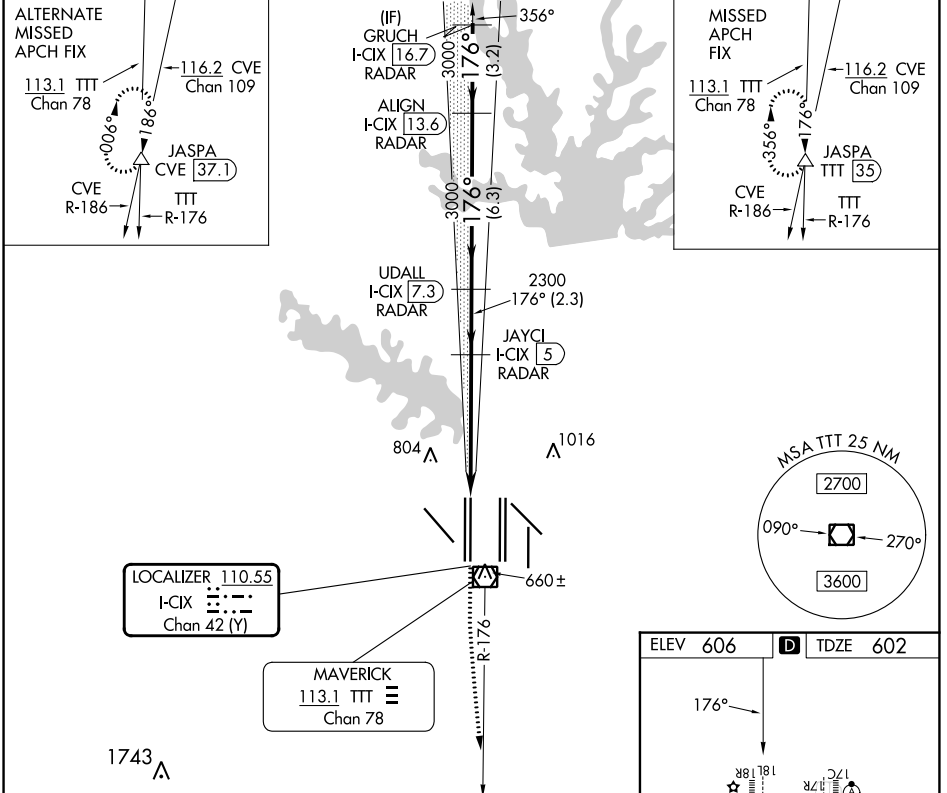 ALTERNATE
MISSED
APCH FIX
113.1 TTT
Chan 78
116.2 CVE
Chan 109
006°
186°
JASPA
CVE 37.1
CVE
R-186
TTT
R-176
(IF)
GRUCH
I-CIX 16.7
RADAR
356°
3000
176°
(3.2)
ALIGN
I-CIX 13.6
RADAR
3000
176°
(6.3)
UDALL
I-CIX 7.3
RADAR
2300
176° (2.3)
JAYCI
I-CIX 5
RADAR
MISSED
APCH
FIX
113.1 TTT
Chan 78
116.2 CVE
Chan 109
356°
176°
JASPA
TTT 35
CVE
R-186
TTT
R-176
804
1016
MSA TTT 25 NM
2700
090°
270°
3600
LOCALIZER 110.55
I-CIX
Chan 42 (Y)
660 ±
R-176
MAVERICK
113.1 TTT
Chan 78
1743
ELEV 606
D
TDZE 602
176°
18R
18L
17R
17C
A